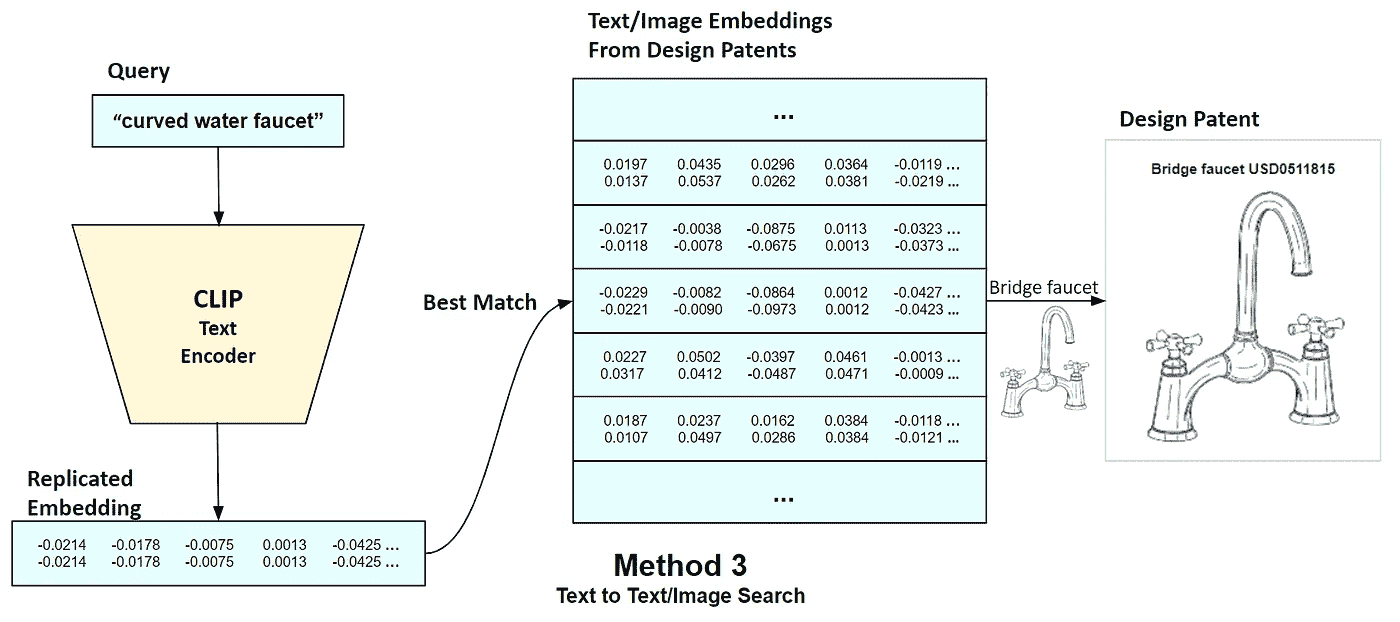 Query
“curved water faucet”
CLIP
Text
Encoder
Replicated
Embedding
-0.0214 -0.0178 -0.0075 0.0013 -0.0425 ...
-0.0214 -0.0178 -0.0075 0.0013 -0.0425 ...
Best Match
Text/Image Embeddings
From Design Patents
...
0.0197 0.0435 0.0296 0.0364 -0.0119 ...
0.0137 0.0537 0.0262 0.0381 -0.0219 ...
-0.0217 -0.0038 -0.0875 0.0113 -0.0323 ...
-0.0118 -0.0078 -0.0675 0.0013 -0.0373 ...
-0.0229 -0.0082 -0.0864 0.0012 -0.0427 ...
-0.0221 -0.0090 -0.0973 0.0012 -0.0423 ...
0.0227 0.0502 -0.0397 0.0461 -0.0013 ...
0.0317 0.0412 -0.0487 0.0471 -0.0009 ...
0.0187 0.0237 0.0162 0.0384 -0.0118 ...
0.0107 0.0497 0.0286 0.0384 -0.0121 ...
...
Bridge faucet
Design Patent
Bridge faucet USD0511815
Method 3
Text to Text/Image Search